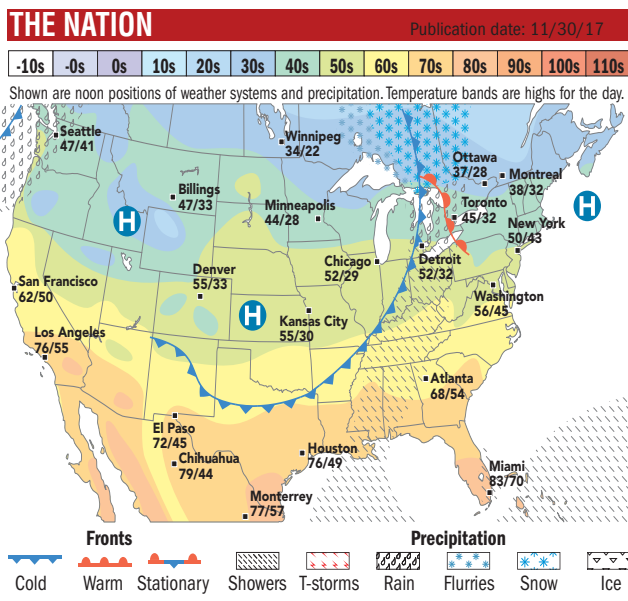 THE NATION
Publication date: 11/30/17
-10s -0s 0s 10s 20s 30s 40s 50s 60s 70s 80s 90s 100s 110s
Shown are noon positions of weather systems and precipitation. Temperature bands are highs for the day.
Seattle
47/41
Winnipeg
34/22
Ottawa
37/28
Montreal
38/32
Billings
47/33
Minneapolis
44/28
Toronto
45/32
H
H
New York
50/43
Denver
55/33
Chicago
52/29
Detroit
52/32
San Francisco
62/50
Washington
56/45
H
Kansas City
55/30
Los Angeles
76/55
Atlanta
68/54
El Paso
72/45
Chihuahua
79/44
Houston
76/49
Miami
83/70
Monterrey
77/57
Fronts
Precipitation
Cold Warm Stationary Showers T-storms Rain Flurries Snow Ice